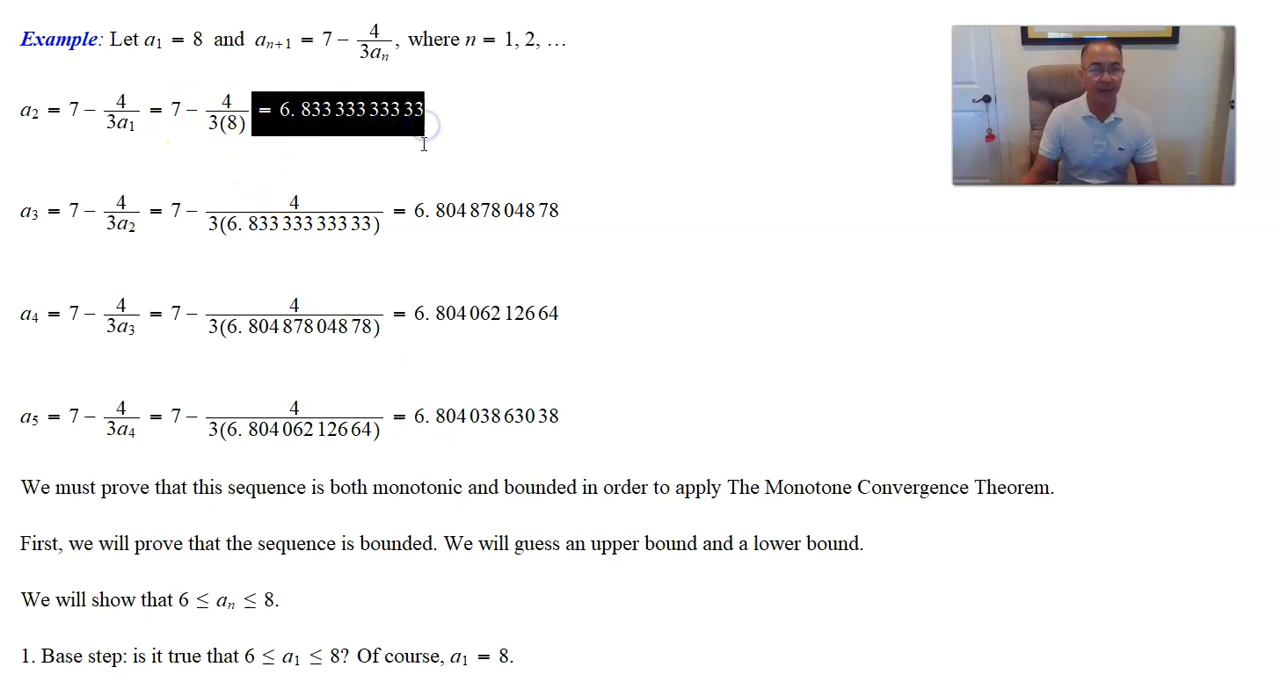 Example: Let a₁ = 8 and aₙ₊₁ = 7 − 4/(3aₙ), where n = 1, 2, …
a₂ = 7 − 4/(3a₁) = 7 − 4/(3(8)) = 6. 833 333 333 33
a₃ = 7 − 4/(3a₂) = 7 − 4/(3(6. 833 333 333 33)) = 6. 804 878 048 78
a₄ = 7 − 4/(3a₃) = 7 − 4/(3(6. 804 878 048 78)) = 6. 804 062 126 64
a₅ = 7 − 4/(3a₄) = 7 − 4/(3(6. 804 062 126 64)) = 6. 804 038 630 38
We must prove that this sequence is both monotonic and bounded in order to apply The Monotone Convergence Theorem.
First, we will prove that the sequence is bounded. We will guess an upper bound and a lower bound.
We will show that 6 ≤ aₙ ≤ 8.
1. Base step: is it true that 6 ≤ a₁ ≤ 8? Of course, a₁ = 8.